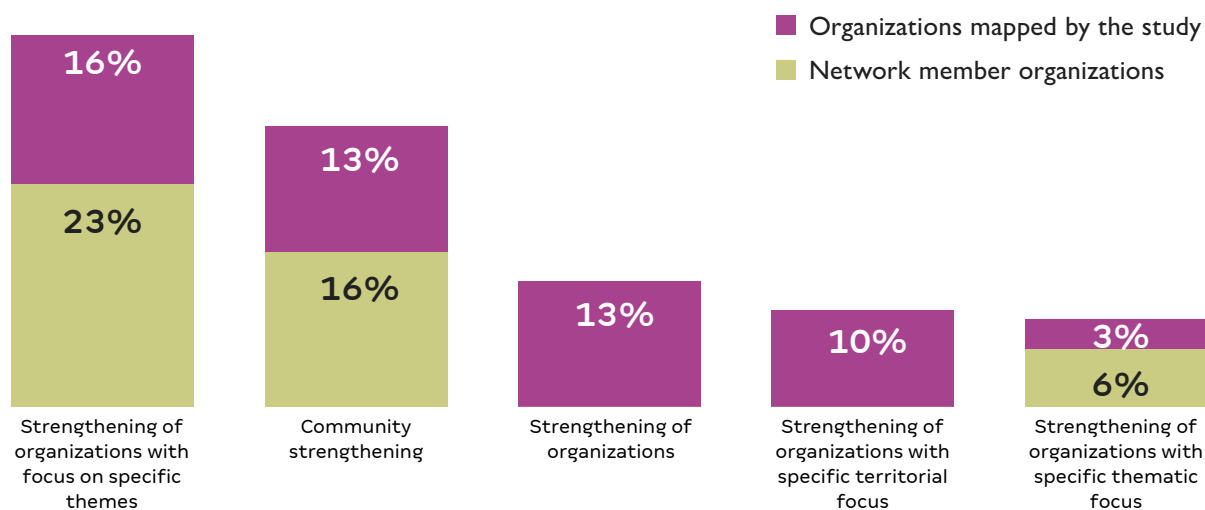 Organizations mapped by the study
Network member organizations
16%
23%
13%
16%
13%
10%
3%
6%
Strengthening of
organizations with
focus on specific
themes
Community
strengthening
Strengthening of
organizations
Strengthening of
organizations with
specific territorial
focus
Strengthening of
organizations with
specific thematic
focus